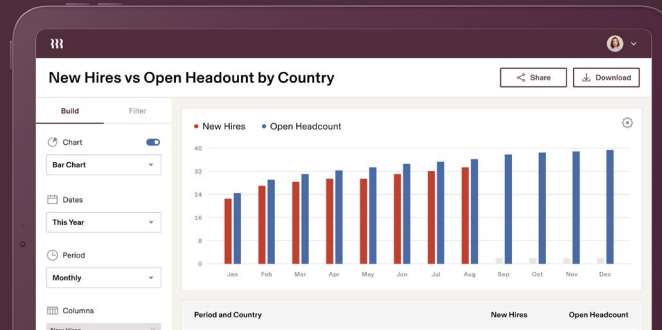 New Hires vs Open Headount by Country
Share
Download
Build
Filter
New Hires
Open Headcount
Chart
Bar Chart
Dates
This Year
Period
Monthly
Columns
New Hires
40
32
24
16
8
0
Jan Feb Mar Apr May Jun Jul Aug Sep Oct Nov Dec
Period and Country New Hires Open Headcount